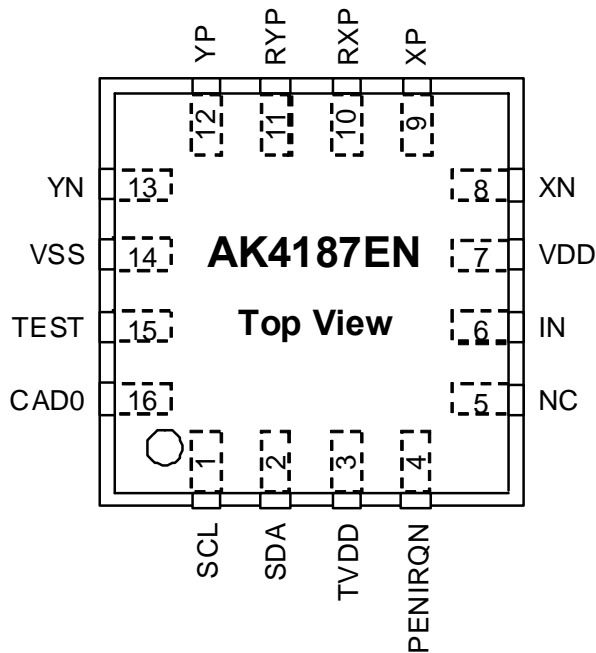 YP RYP RXP XP
12 11 10 9
YN 13 8 XN
VSS 14 AK4187EN 7 VDD
TEST 15 Top View 6 IN
CAD0 16 5 NC
1 2 3 4
SCL SDA TVDD PENIRQN